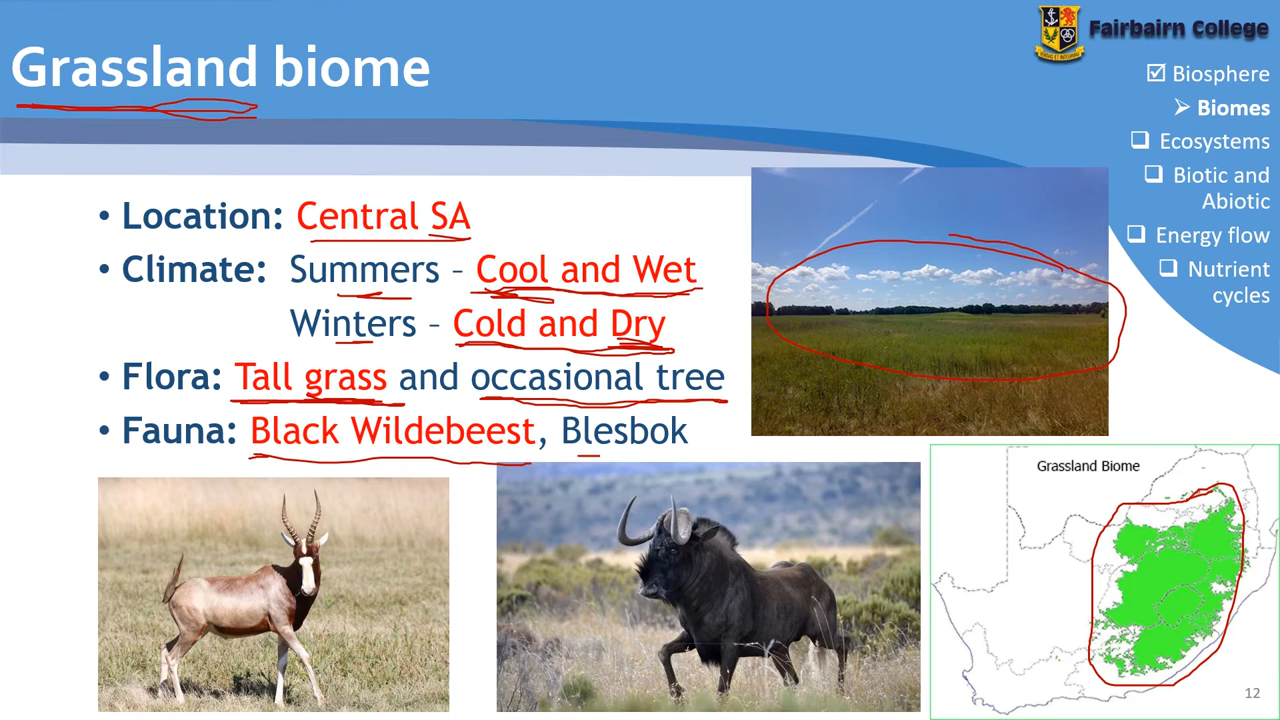 Fairbairn College
Grassland biome
☑ Biosphere
➢ Biomes
❑ Ecosystems
❑ Biotic and
Abiotic
❑ Energy flow
❑ Nutrient
cycles
• Location: Central SA
• Climate: Summers – Cool and Wet
Winters – Cold and Dry
• Flora: Tall grass and occasional tree
• Fauna: Black Wildebeest, Blesbok
Grassland Biome
12